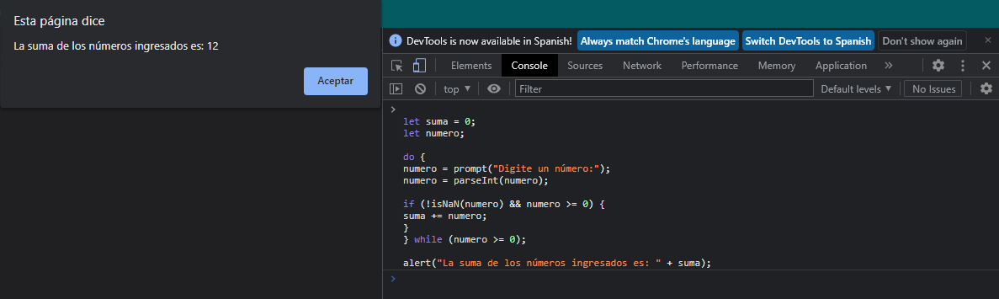 Esta página dice
La suma de los números ingresados es: 12
Aceptar
DevTools is now available in Spanish! Always match Chrome's language Switch DevTools to Spanish Don't show again ×
Elements Console Sources Network Performance Memory Application »
top ▼ Filter Default levels ▼ No Issues
>
let suma = 0;
let numero;
do {
numero = prompt("Digite un número:");
numero = parseInt(numero);
if (!isNaN(numero) && numero >= 0) {
suma += numero;
}
} while (numero >= 0);
alert("La suma de los números ingresados es: " + suma);
>